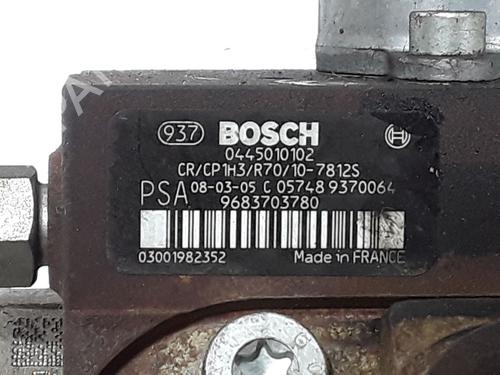 937 BOSCH
0445010102
CR/CP1H3/R70/10-7812S
PSA 08-03-05 C 05748 9370064
9683703780
03001982352 Made in FRANCE